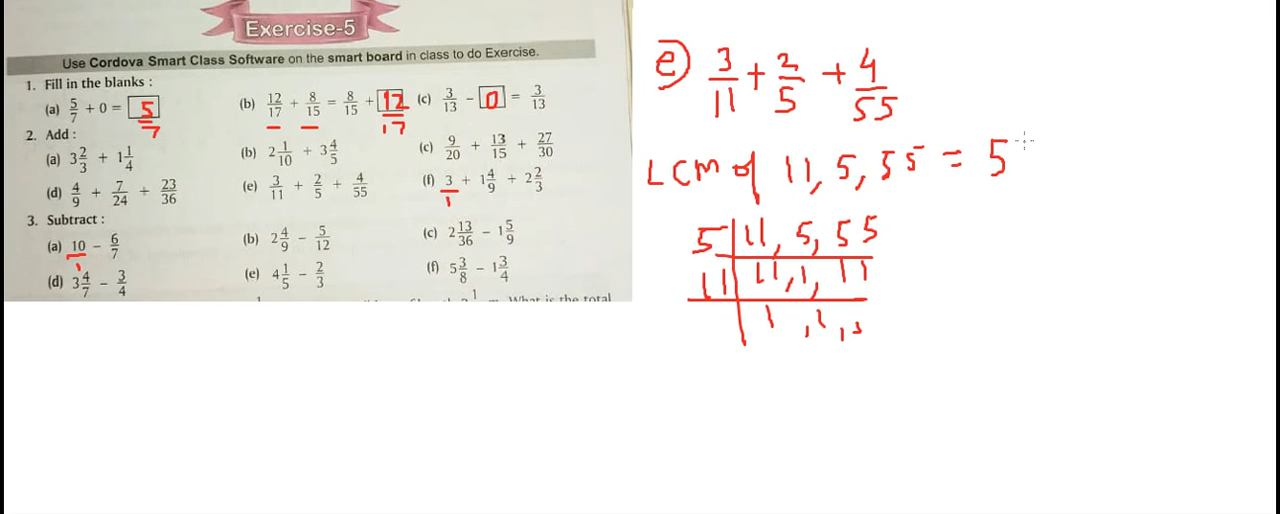 Exercise-5
Use Cordova Smart Class Software on the smart board in class to do Exercise.
1. Fill in the blanks :
(a) 5/7 + 0 = 5/7 (b) 12/17 + 8/15 = 8/15 + 12/17 (c) 3/13 − 0 = 3/13
2. Add :
(a) 3 2/3 + 1 1/4 (b) 2 1/10 + 3 4/5 (c) 9/20 + 13/15 + 27/30
(d) 4/9 + 7/24 + 23/36 (e) 3/11 + 2/5 + 4/55 (f) 3/1 + 1 4/9 + 2 2/3
3. Subtract :
(a) 10/1 − 6/7 (b) 2 4/9 − 5/12 (c) 2 13/36 − 1 5/9
(d) 3 4/7 − 3/4 (e) 4 1/5 − 2/3 (f) 5 3/8 − 1 3/4
What is the total
e) 3/11 + 2/5 + 4/55
LCM of 11, 5, 55 = 5
5 | 11, 5, 55
11 | 11, 1, 11
1, 1, 1